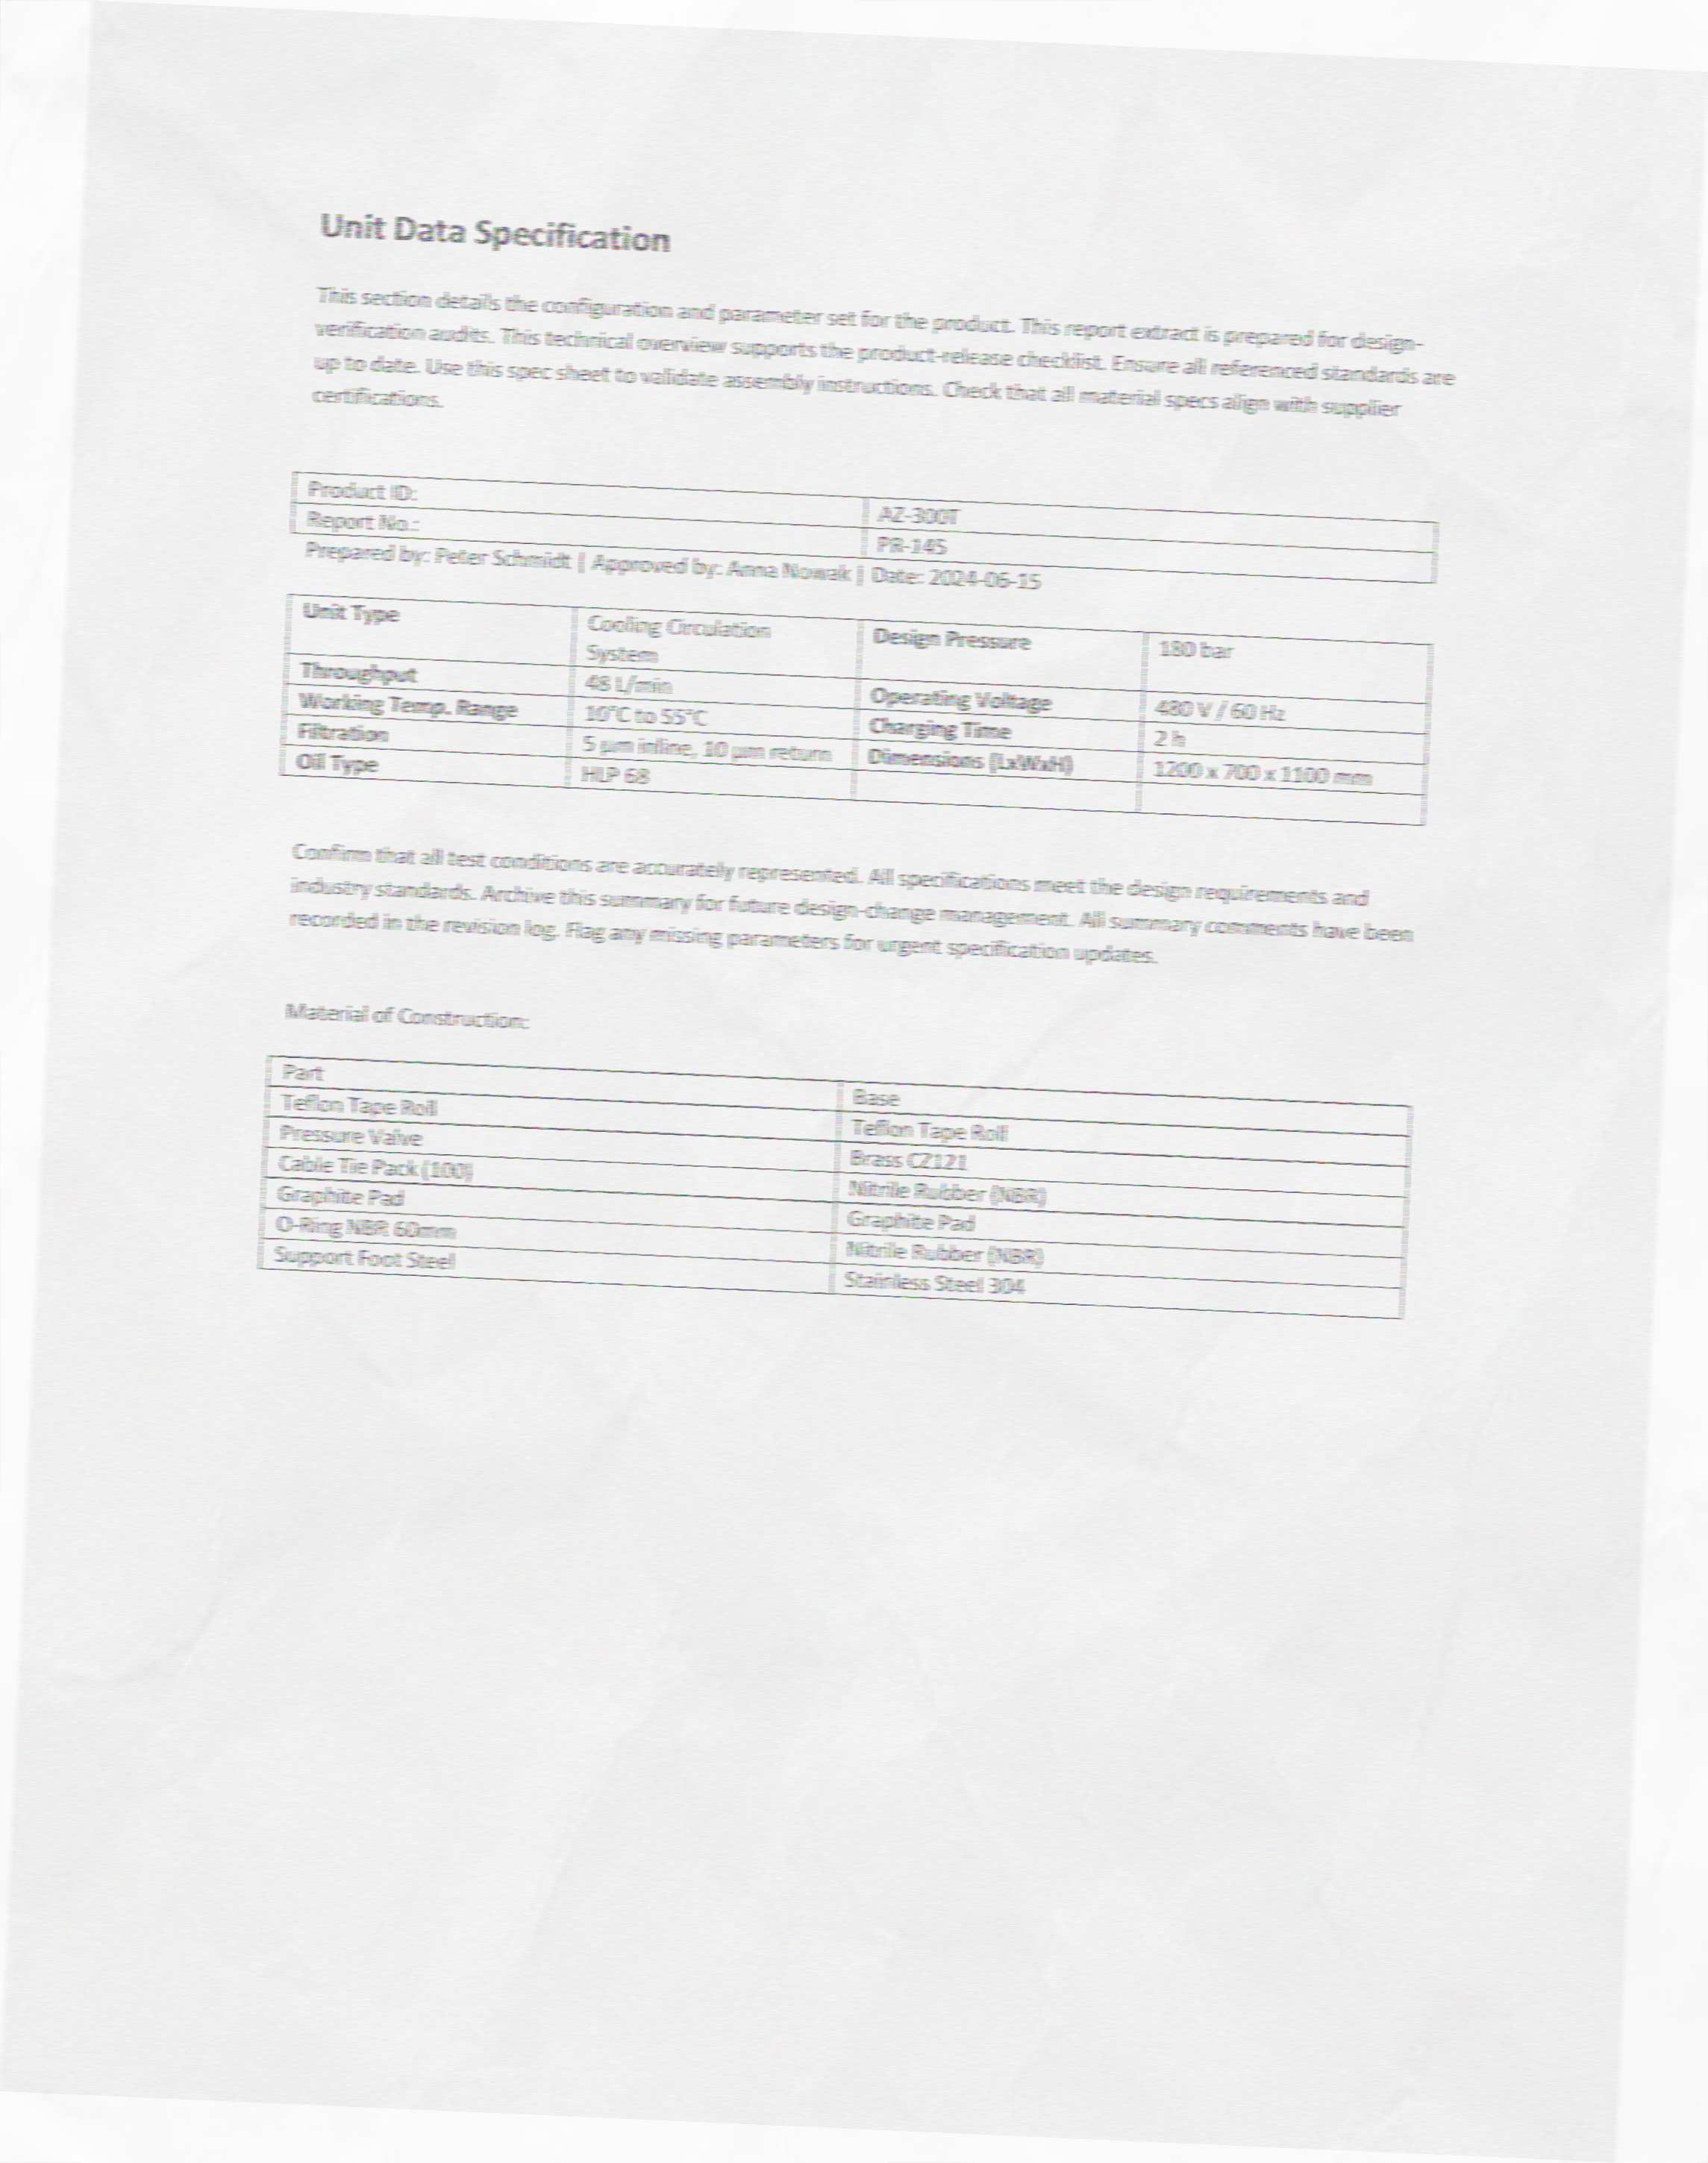 Unit Data Specification
This section details the configuration and parameter set for the product. This report extract is prepared for design-
verification audits. This technical overview supports the product-release checklist. Ensure all referenced standards are
up to date. Use this spec sheet to validate assembly instructions. Check that all material specs align with supplier
certifications.
Product ID: AZ-300T
Report No.: PR-145
Prepared by: Peter Schmidt | Approved by: Anna Nowak | Date: 2024-06-15
Unit Type Cooling Circulation System Design Pressure 180 bar
Throughput 48 L/min Operating Voltage 480 V / 60 Hz
Working Temp. Range 10°C to 55°C Charging Time 2 h
Filtration 5 µm inline, 10 µm return Dimensions (LxWxH) 1200 x 700 x 1100 mm
Oil Type HLP 68
Confirm that all test conditions are accurately represented. All specifications meet the design requirements and
industry standards. Archive this summary for future design-change management. All summary comments have been
recorded in the revision log. Flag any missing parameters for urgent specification updates.
Material of Construction:
Part Base
Teflon Tape Roll Teflon Tape Roll
Pressure Valve Brass CZ121
Cable Tie Pack (100) Nitrile Rubber (NBR)
Graphite Pad Graphite Pad
O-Ring NBR 60mm Nitrile Rubber (NBR)
Support Foot Steel Stainless Steel 304